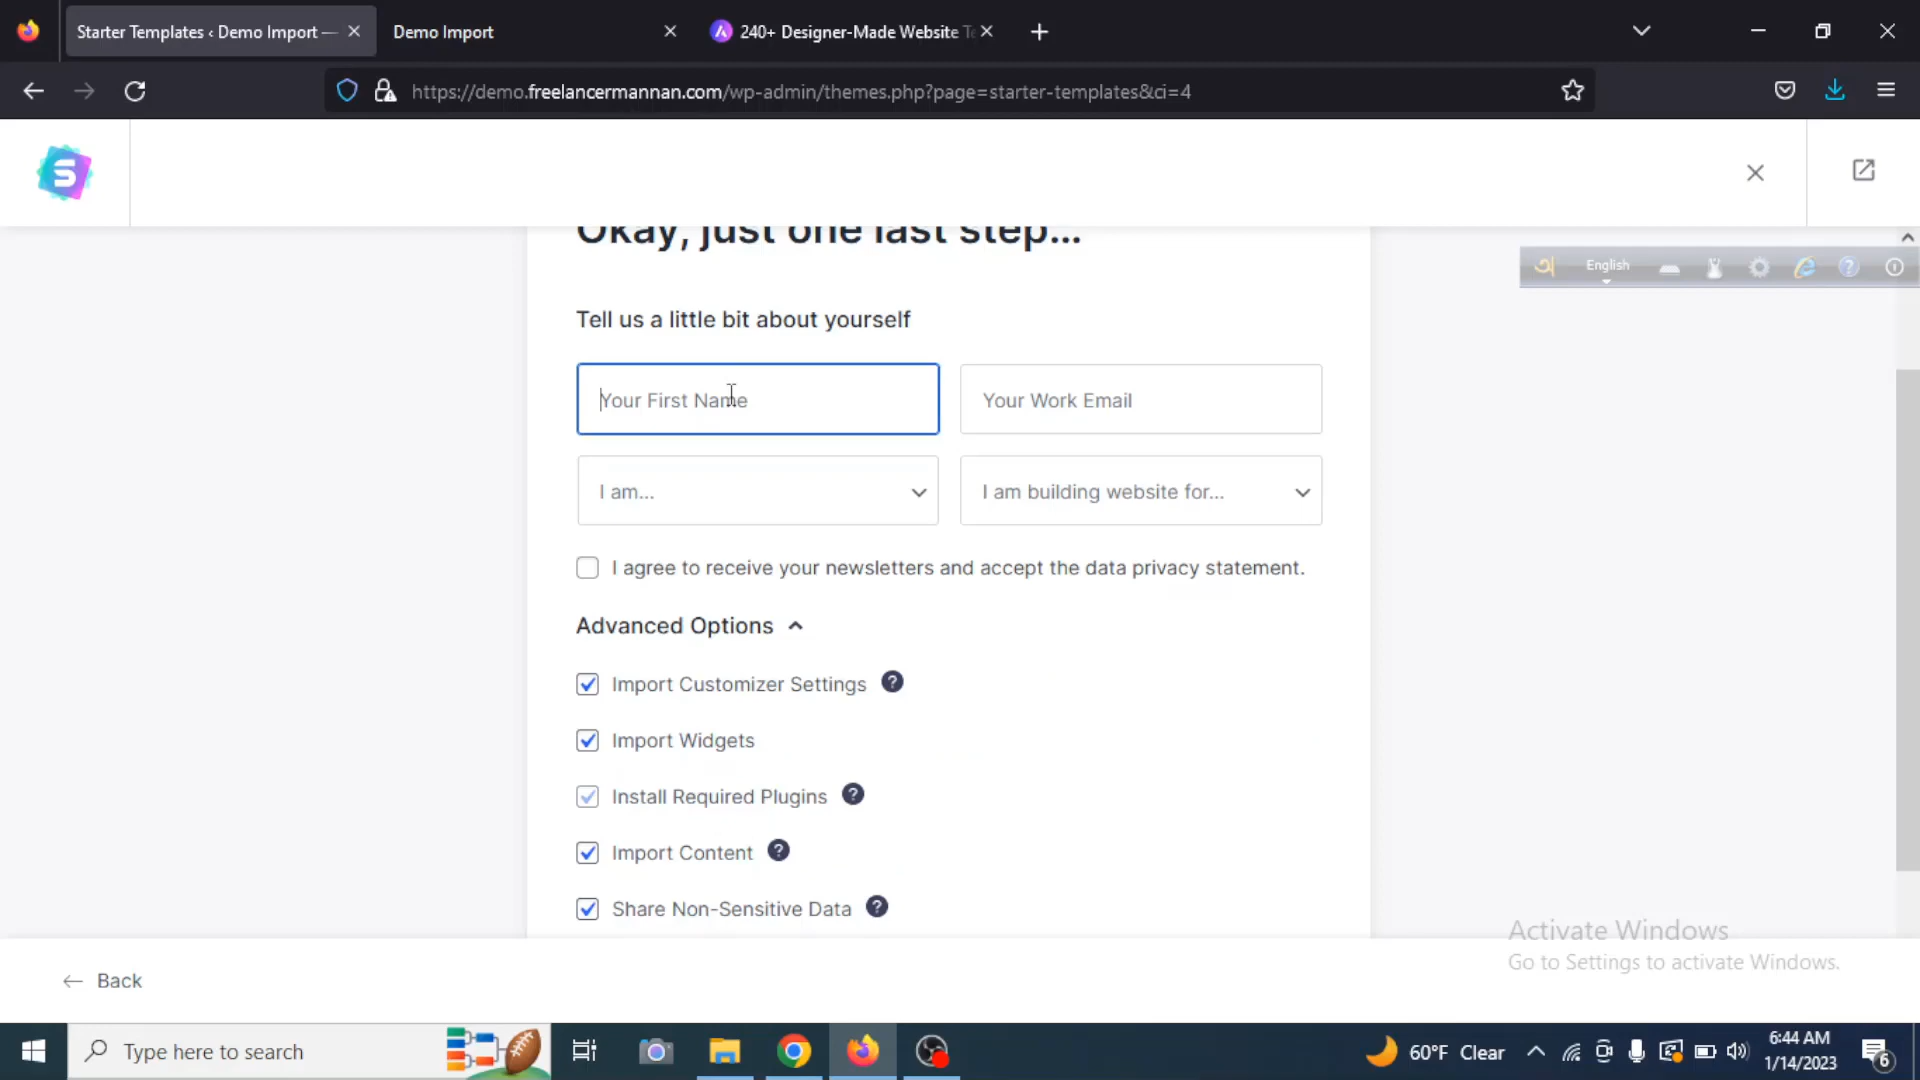 Starter Templates ‹ Demo Import —
Demo Import
240+ Designer-Made Website Te
https://demo.freelancermannan.com/wp-admin/themes.php?page=starter-templates&ci=4
S
Okay, just one last step...
English
Tell us a little bit about yourself
Your First Name
Your Work Email
I am...
I am building website for...
I agree to receive your newsletters and accept the data privacy statement.
Advanced Options
Import Customizer Settings ?
Import Widgets
Install Required Plugins ?
Import Content ?
Share Non-Sensitive Data ?
Activate Windows
Go to Settings to activate Windows.
← Back
Type here to search
60°F Clear
6:44 AM
1/14/2023
6